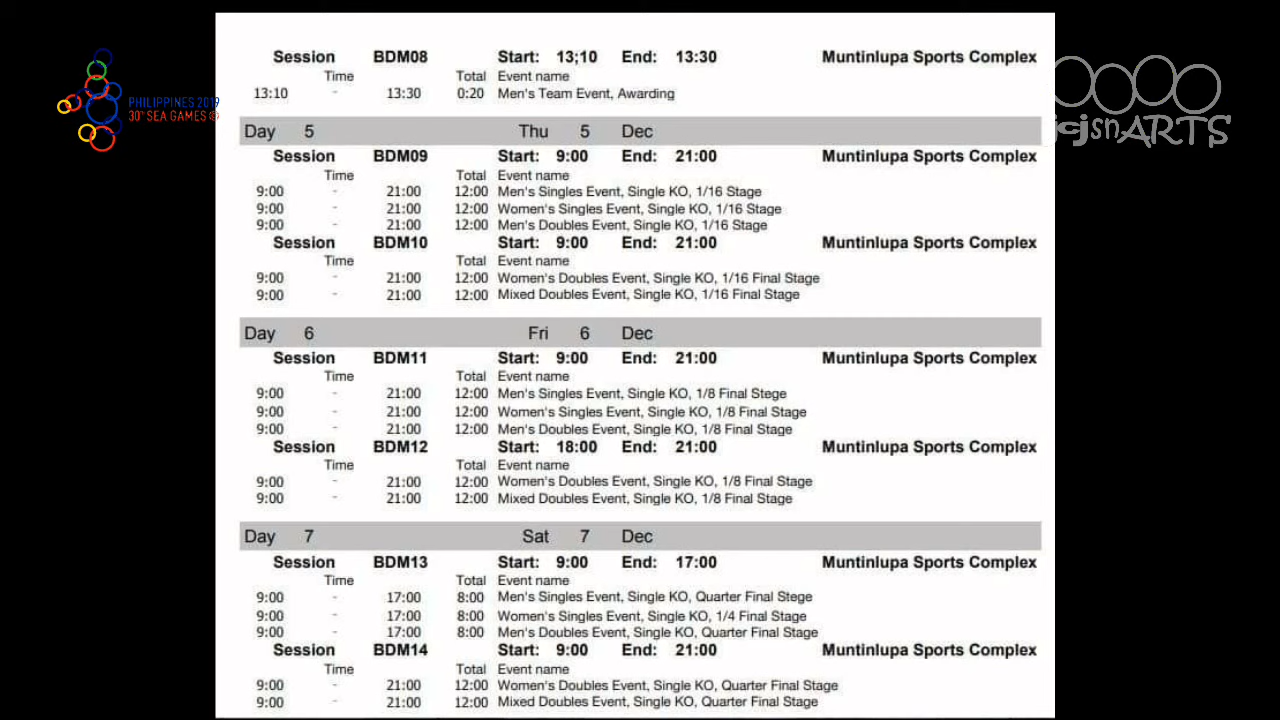 Session BDM08 Start: 13;10 End: 13:30 Muntinlupa Sports Complex
Time Total Event name
13:10 - 13:30 0:20 Men's Team Event, Awarding
PHILIPPINES 2019
30TH SEA GAMES
Day 5 Thu 5 Dec
Session BDM09 Start: 9:00 End: 21:00 Muntinlupa Sports Complex
Time Total Event name
9:00 - 21:00 12:00 Men's Singles Event, Single KO, 1/16 Stage
9:00 - 21:00 12:00 Women's Singles Event, Single KO, 1/16 Stage
9:00 - 21:00 12:00 Men's Doubles Event, Single KO, 1/16 Stage
Session BDM10 Start: 9:00 End: 21:00 Muntinlupa Sports Complex
Time Total Event name
9:00 - 21:00 12:00 Women's Doubles Event, Single KO, 1/16 Final Stage
9:00 - 21:00 12:00 Mixed Doubles Event, Single KO, 1/16 Final Stage
Day 6 Fri 6 Dec
Session BDM11 Start: 9:00 End: 21:00 Muntinlupa Sports Complex
Time Total Event name
9:00 - 21:00 12:00 Men's Singles Event, Single KO, 1/8 Final Stege
9:00 - 21:00 12:00 Women's Singles Event, Single KO, 1/8 Final Stage
9:00 - 21:00 12:00 Men's Doubles Event, Single KO, 1/8 Final Stage
Session BDM12 Start: 18:00 End: 21:00 Muntinlupa Sports Complex
Time Total Event name
9:00 - 21:00 12:00 Women's Doubles Event, Single KO, 1/8 Final Stage
9:00 - 21:00 12:00 Mixed Doubles Event, Single KO, 1/8 Final Stage
Day 7 Sat 7 Dec
Session BDM13 Start: 9:00 End: 17:00 Muntinlupa Sports Complex
Time Total Event name
9:00 - 17:00 8:00 Men's Singles Event, Single KO, Quarter Final Stege
9:00 - 17:00 8:00 Women's Singles Event, Single KO, 1/4 Final Stage
9:00 - 17:00 8:00 Men's Doubles Event, Single KO, Quarter Final Stage
Session BDM14 Start: 9:00 End: 21:00 Muntinlupa Sports Complex
Time Total Event name
9:00 - 21:00 12:00 Women's Doubles Event, Single KO, Quarter Final Stage
9:00 - 21:00 12:00 Mixed Doubles Event, Single KO, Quarter Final Stage